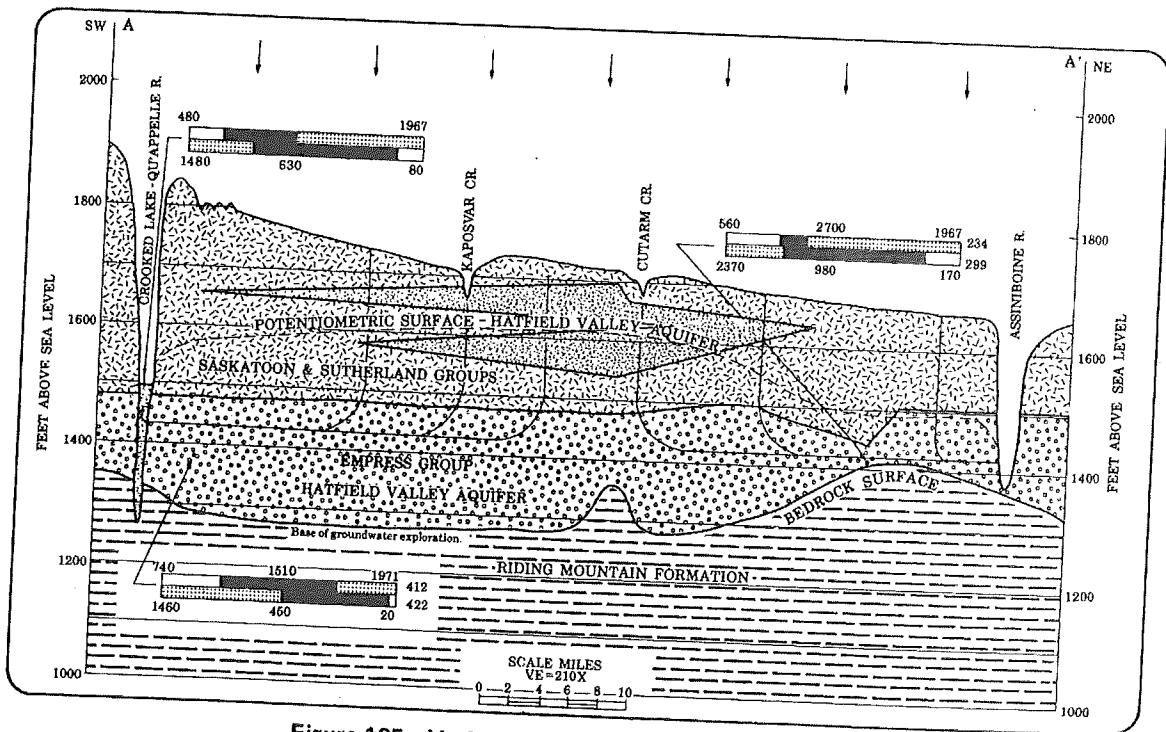 SW A
A' NE
2000
2000
480 1967
1480 630 80
CROOKED LAKE-QU'APPELLE R.
KAPOSVAR CR.
CUTARM CR.
ASSINIBOINE R.
1800
1800
560 2700 1967 234
2370 980 170 299
FEET ABOVE SEA LEVEL
FEET ABOVE SEA LEVEL
1600
1600
POTENTIOMETRIC SURFACE - HATFIELD VALLEY AQUIFER
SASKATOON & SUTHERLAND GROUPS
1400
1400
EMPRESS GROUP
HATFIELD VALLEY AQUIFER
BEDROCK SURFACE
Base of groundwater exploration.
1200
1200
RIDING MOUNTAIN FORMATION
740 1510 1971 412
1460 460 20 422
1000
1000
SCALE MILES
VE=210X
0 2 4 6 8 10